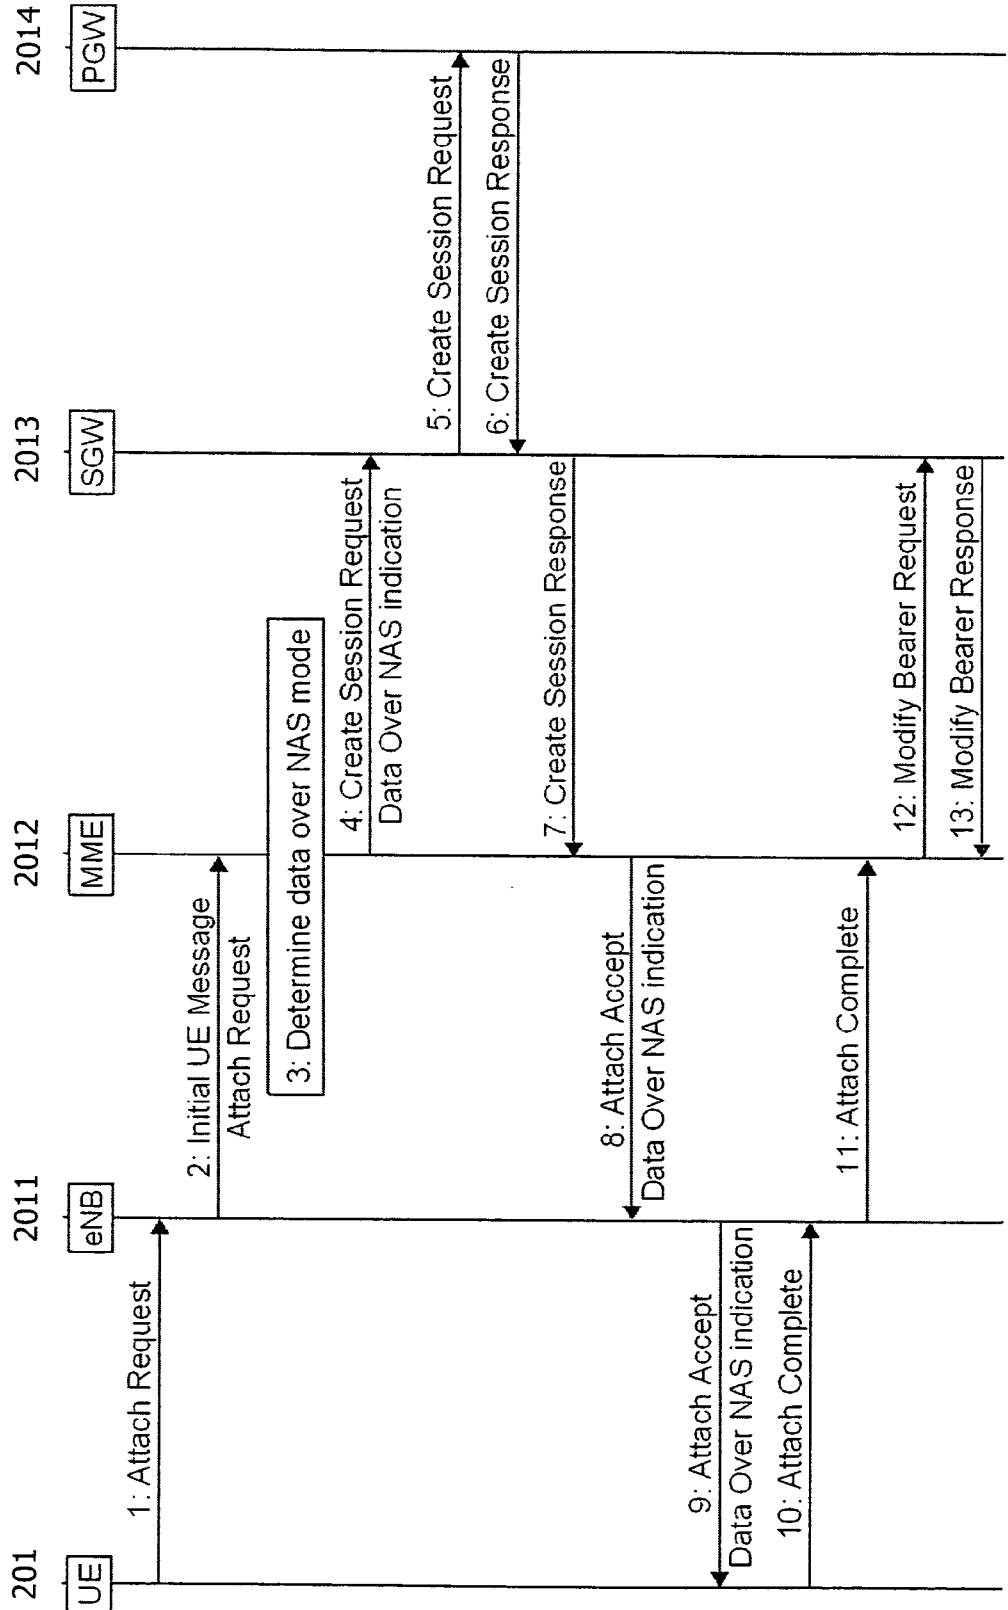 201
2011
2012
2013
2014
UE
eNB
MME
SGW
PGW
1: Attach Request
2: Initial UE Message
Attach Request
3: Determine data over NAS mode
4: Create Session Request
Data Over NAS indication
5: Create Session Request
6: Create Session Response
7: Create Session Response
8: Attach Accept
Data Over NAS indication
9: Attach Accept
Data Over NAS indication
10: Attach Complete
11: Attach Complete
12: Modify Bearer Request
13: Modify Bearer Response